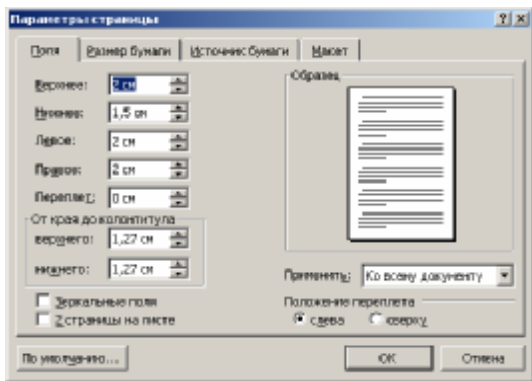 Параметры страницы
Поля Размер бумаги Источник бумаги Макет
Верхнее: 2 см
Нижнее: 1,5 см
Левое: 2 см
Правое: 2 см
Переплет: 0 см
От края до колонтитула
верхнего: 1,27 см
нижнего: 1,27 см
Зеркальные поля
2 страницы на листе
Образец
Применить: Ко всему документу
Положение переплета
слева сверху
По умолчанию... ОК Отмена